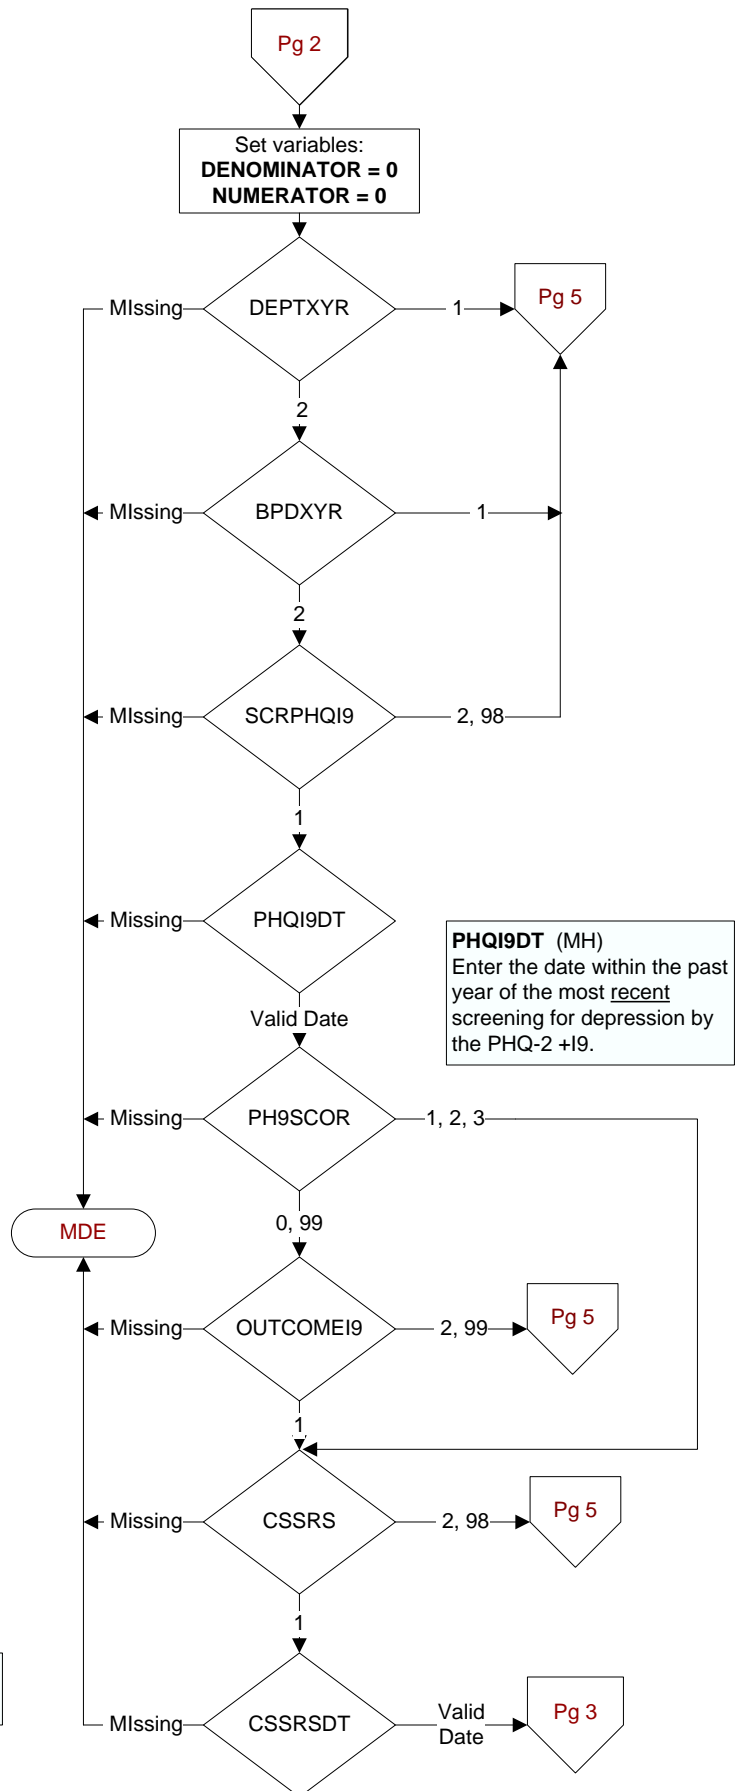 Pg 2
Set variables:
DENOMINATOR = 0
NUMERATOR = 0
MIssing
DEPTXYR
1
Pg 5
2
MIssing
BPDXYR
1
2
MIssing
SCRPHQI9
2, 98
1
Missing
PHQI9DT
PHQI9DT (MH)
Enter the date within the past
year of the most recent
screening for depression by
the PHQ-2 +I9.
Valid Date
Missing
PH9SCOR
1, 2, 3
0, 99
MDE
Missing
OUTCOMEI9
2, 99
Pg 5
1
Missing
CSSRS
2, 98
Pg 5
1
MIssing
CSSRSDT
Valid
Date
Pg 3